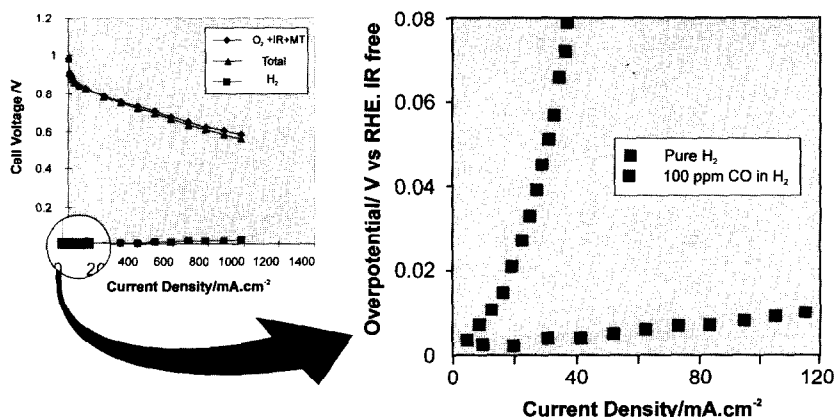 Cell Voltage /V
1.2
1
0.8
0.6
0.4
0.2
0
20
400
600
800
1000
1200
1400
O₂ +IR+MT
Total
H₂
Current Density/mA.cm⁻²
Overpotential/ V vs RHE. IR free
0.08
0.06
0.04
0.02
0
0
40
80
120
Pure H₂
100 ppm CO in H₂
Current Density/mA.cm⁻²